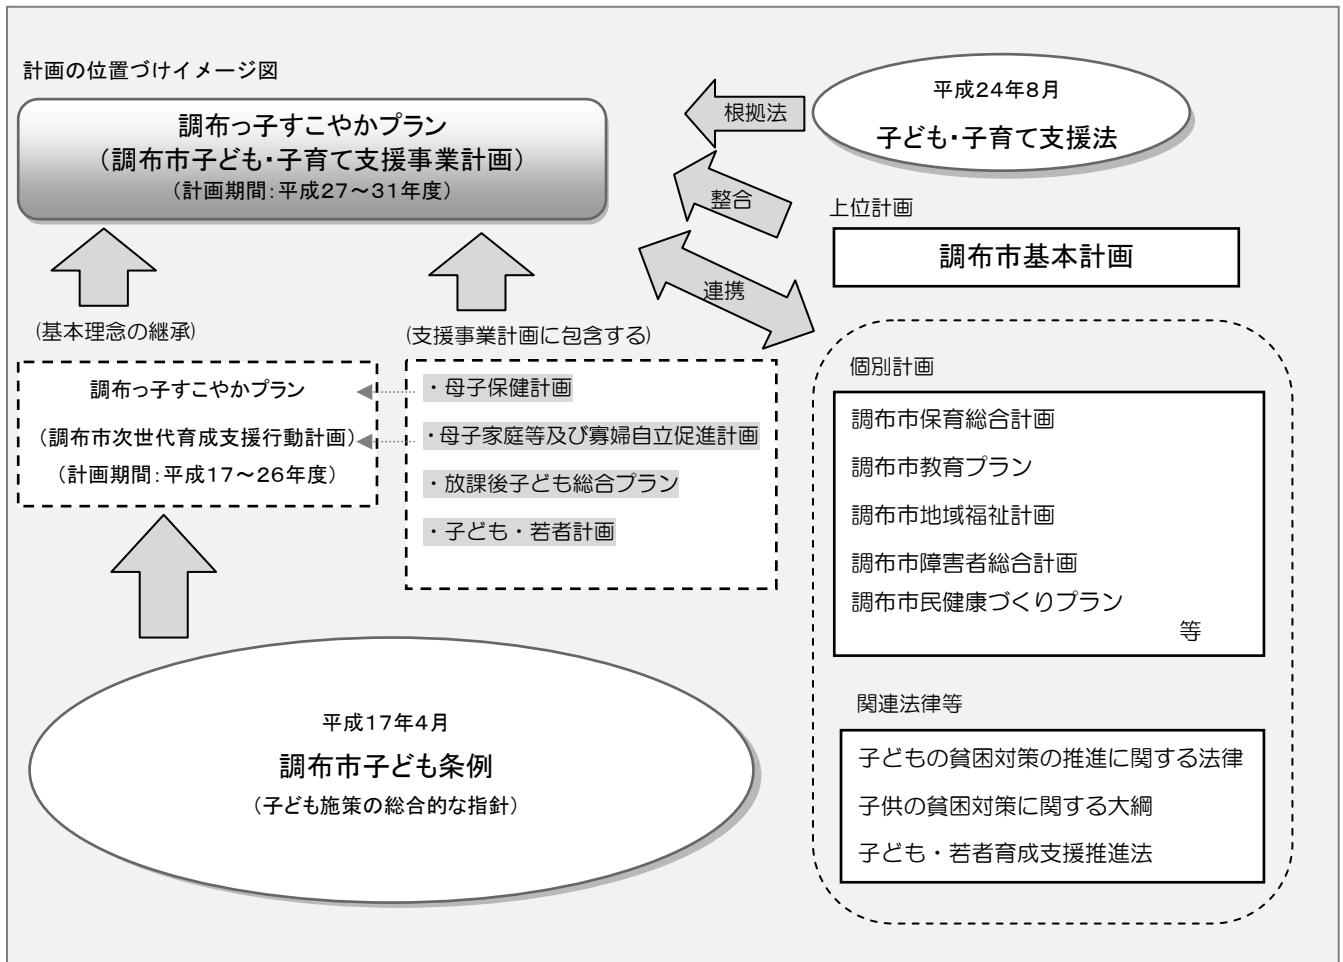 計画の位置づけイメージ図
調布っ子すこやかプラン
(調布市子ども・子育て支援事業計画)
(計画期間:平成27~31年度)
根拠法
平成24年8月
子ども・子育て支援法
整合
上位計画
調布市基本計画
連携
(基本理念の継承)
調布っ子すこやかプラン
(調布市次世代育成支援行動計画)
(計画期間:平成17~26年度)
(支援事業計画に包含する)
・母子保健計画
・母子家庭等及び寡婦自立促進計画
・放課後子ども総合プラン
・子ども・若者計画
個別計画
調布市保育総合計画
調布市教育プラン
調布市地域福祉計画
調布市障害者総合計画
調布市民健康づくりプラン
等
関連法律等
子どもの貧困対策の推進に関する法律
子供の貧困対策に関する大綱
子ども・若者育成支援推進法
平成17年4月
調布市子ども条例
(子ども施策の総合的な指針)